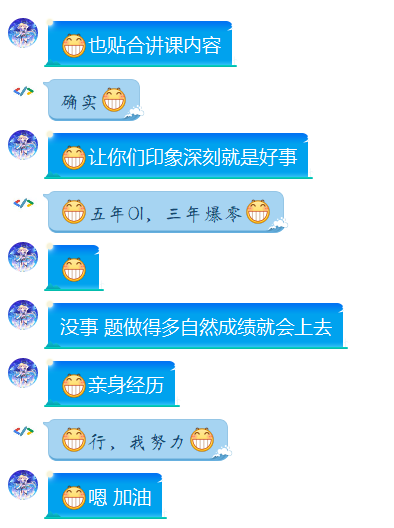 也贴合讲课内容
确实
让你们印象深刻就是好事
五年OI，三年爆零
没事 题做得多自然成绩就会上去
亲身经历
行，我努力
嗯 加油